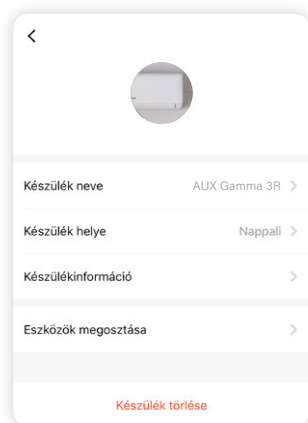 Készülék neve AUX Gamma 3R
Készülék helye Nappali
Készülékinformáció
Eszközök megosztása
Készülék törlése